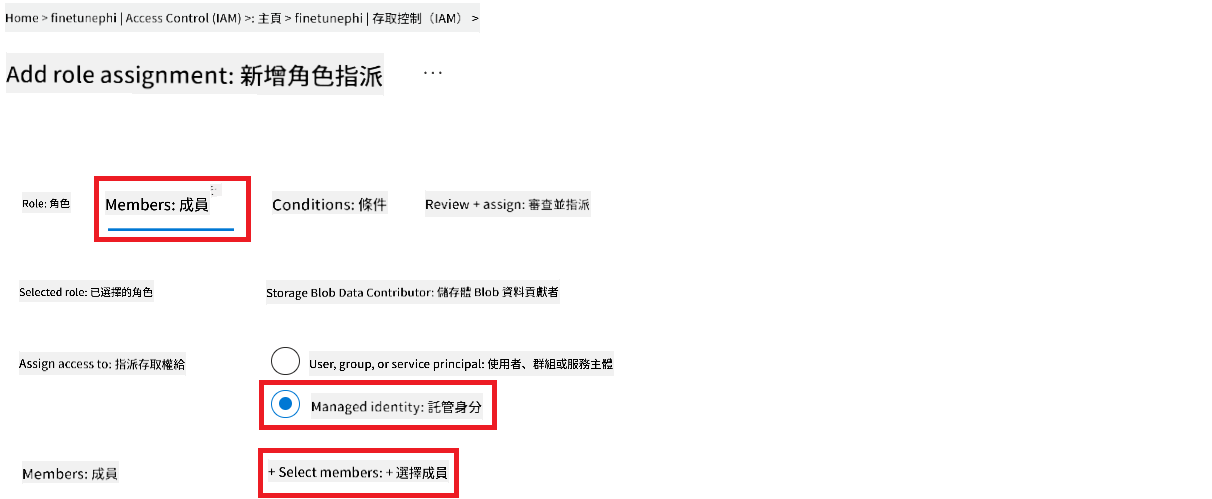 Home > finetunephi | Access Control (IAM) >: 主頁 > finetunephi | 存取控制（IAM） >
Add role assignment: 新增角色指派 ...
Role: 角色 Members: 成員 Conditions: 條件 Review + assign: 審查並指派
Selected role: 已選擇的角色 Storage Blob Data Contributor: 儲存體 Blob 資料貢獻者
Assign access to: 指派存取權給 User, group, or service principal: 使用者、群組或服務主體
Managed identity: 託管身分
Members: 成員 + Select members: + 選擇成員